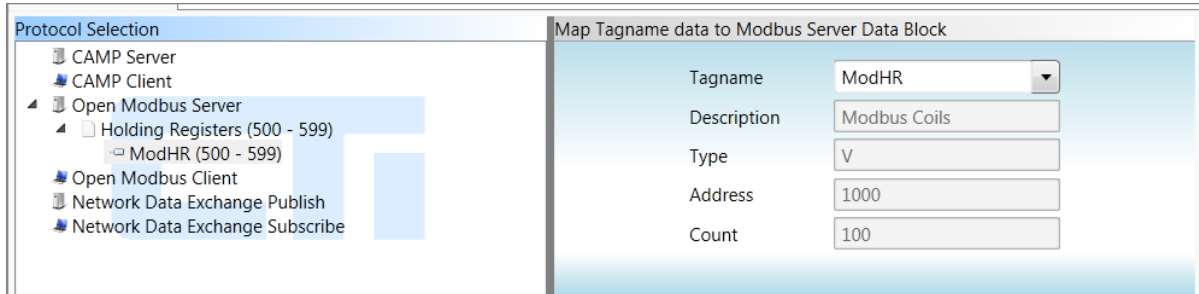 Protocol Selection
CAMP Server
CAMP Client
Open Modbus Server
Holding Registers (500 - 599)
ModHR (500 - 599)
Open Modbus Client
Network Data Exchange Publish
Network Data Exchange Subscribe
Map Tagname data to Modbus Server Data Block
Tagname ModHR
Description Modbus Coils
Type V
Address 1000
Count 100